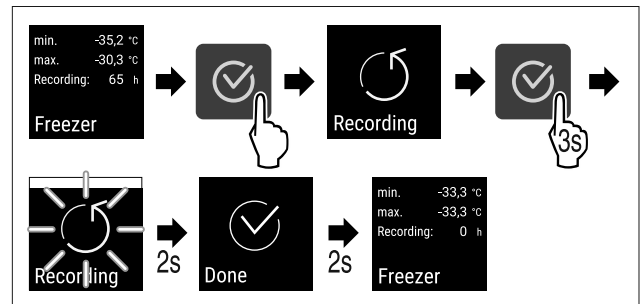 min. -35,2 °C
max. -30,3 °C
Recording: 65 h
Freezer
Recording
3s
Recording
2s
Done
2s
min. -33,3 °C
max. -33,3 °C
Recording: 0 h
Freezer